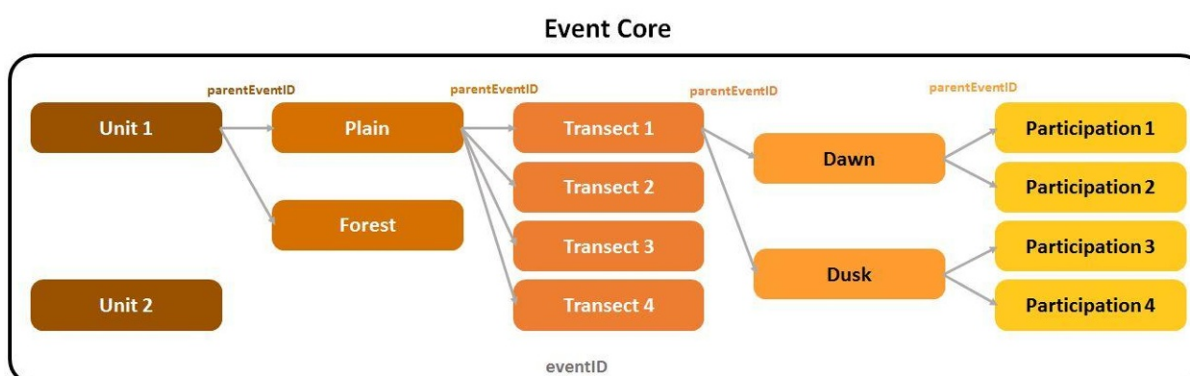 Event Core
parentEventID parentEventID parentEventID parentEventID
Unit 1 Plain Transect 1 Participation 1
Dawn
Transect 2 Participation 2
Forest
Transect 3 Participation 3
Dusk
Unit 2 Transect 4 Participation 4
eventID